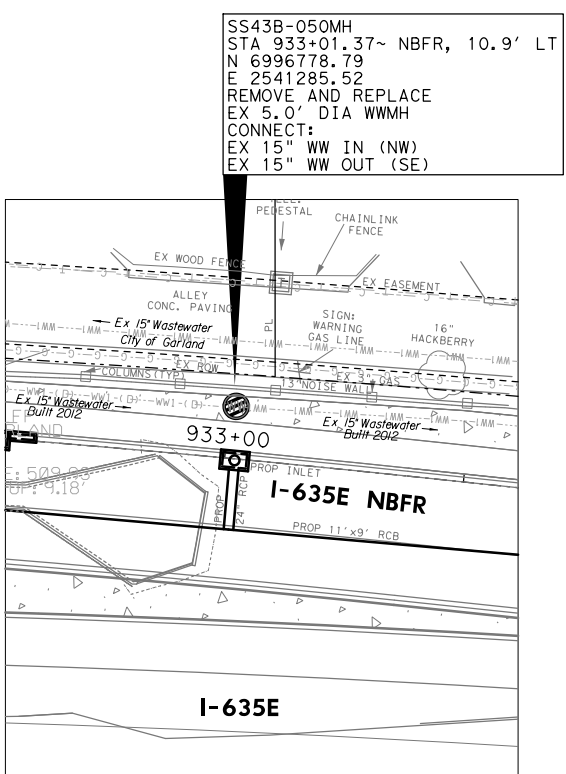 SS43B-050MH
STA 933+01.37~ NBFR, 10.9' LT
N 6996778.79
E 2541285.52
REMOVE AND REPLACE
EX 5.0' DIA WWMH
CONNECT:
EX 15" WW IN (NW)
EX 15" WW OUT (SE)
PEDESTAL
CHAINLINK
FENCE
EX WOOD FENCE
EX EASEMENT
ALLEY
CONC. PAVING
Ex 15" Wastewater
City of Garland
PL
SIGN:
WARNING
GAS LINE
16"
HACKBERRY
EX ROW
COLUMNS(TYP)
13'NOISE WALL
EX 3" GAS
Ex 15" Wastewater
Built 2012
Ex 15" Wastewater
Built 2012
933+00
PROP INLET
9.18'
I-635E NBFR
PROP
24" RCP
PROP 11'x9' RCB
I-635E